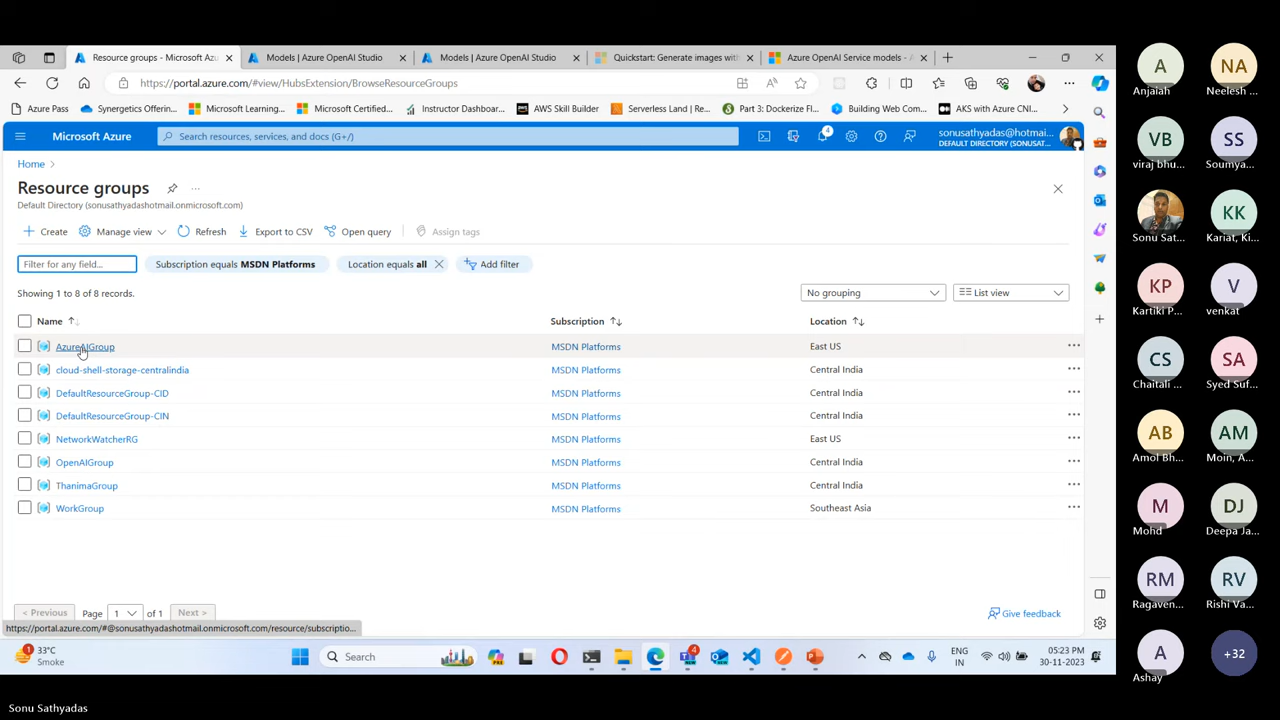 Resource groups - Microsoft Azu
Models | Azure OpenAI Studio
Models | Azure OpenAI Studio
Quickstart: Generate images with
Azure OpenAI Service models - A
https://portal.azure.com/#view/HubsExtension/BrowseResourceGroups
Azure Pass
Synergetics Offering...
Microsoft Learning...
Microsoft Certified...
Instructor Dashboar...
AWS Skill Builder
Serverless Land | Re...
Part 3: Dockerize Fl...
Building Web Com...
AKS with Azure CNI...
Microsoft Azure
Search resources, services, and docs (G+/)
4
sonusathyadas@hotmai...
DEFAULT DIRECTORY (SONUSATH...
Home
Resource groups
Default Directory (sonusathyadashotmail.onmicrosoft.com)
Create
Manage view
Refresh
Export to CSV
Open query
Assign tags
Filter for any field...
Subscription equals MSDN Platforms
Location equals all
Add filter
Showing 1 to 8 of 8 records.
No grouping
List view
Name
Subscription
Location
AzureAIGroup MSDN Platforms East US
cloud-shell-storage-centralindia MSDN Platforms Central India
DefaultResourceGroup-CID MSDN Platforms Central India
DefaultResourceGroup-CIN MSDN Platforms Central India
NetworkWatcherRG MSDN Platforms East US
OpenAIGroup MSDN Platforms Central India
ThanimaGroup MSDN Platforms Central India
WorkGroup MSDN Platforms Southeast Asia
< Previous
Page
1
of 1
Next >
Give feedback
https://portal.azure.com/#@sonusathyadashotmail.onmicrosoft.com/resource/subscriptio...
1
33°C
Smoke
Search
PRE
4
ENG
IN
05:23 PM
30-11-2023
A
Anjaiah
NA
Neelesh ...
VB
viraj bhu...
SS
Soumya...
Sonu Sat...
KK
Kariat, Ki...
KP
Kartiki P...
V
venkat
CS
Chaitali ...
SA
Syed Suf...
AB
Amol Bh...
AM
Moin, A...
M
Mohd
DJ
Deepa Ja...
RM
Ragaven...
RV
Rishi Va...
A
Ashay
+32
Sonu Sathyadas